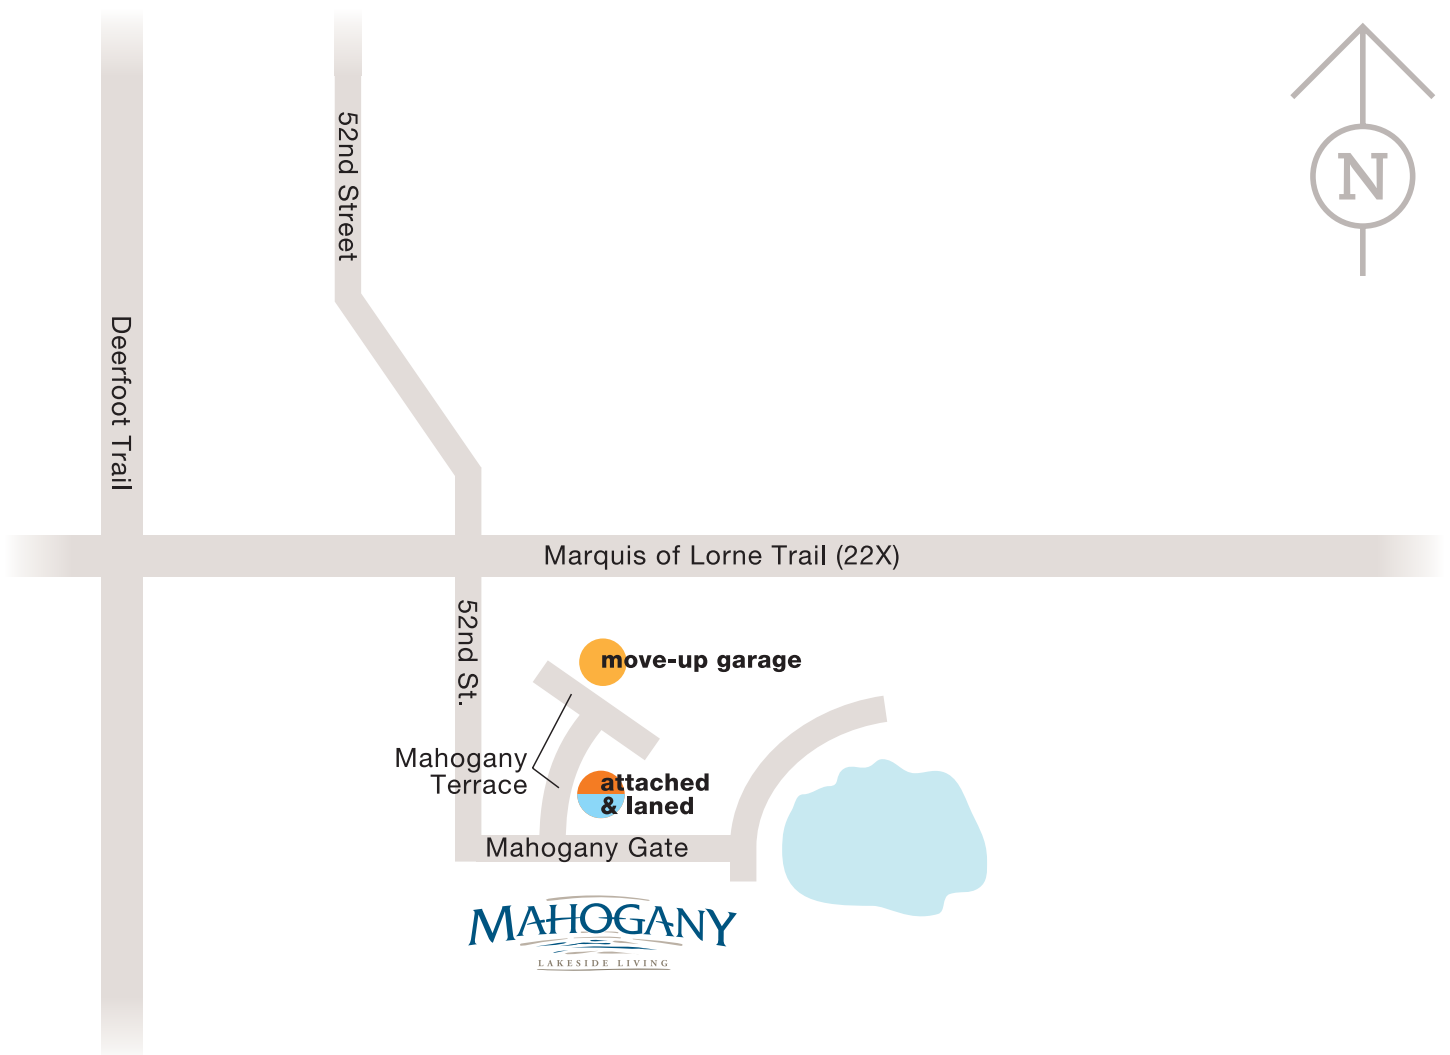 52nd Street
N
Deerfoot Trail
Marquis of Lorne Trail (22X)
52nd St.
move-up garage
Mahogany
Terrace
attached
& laned
Mahogany Gate
MAHOGANY
LAKESIDE LIVING